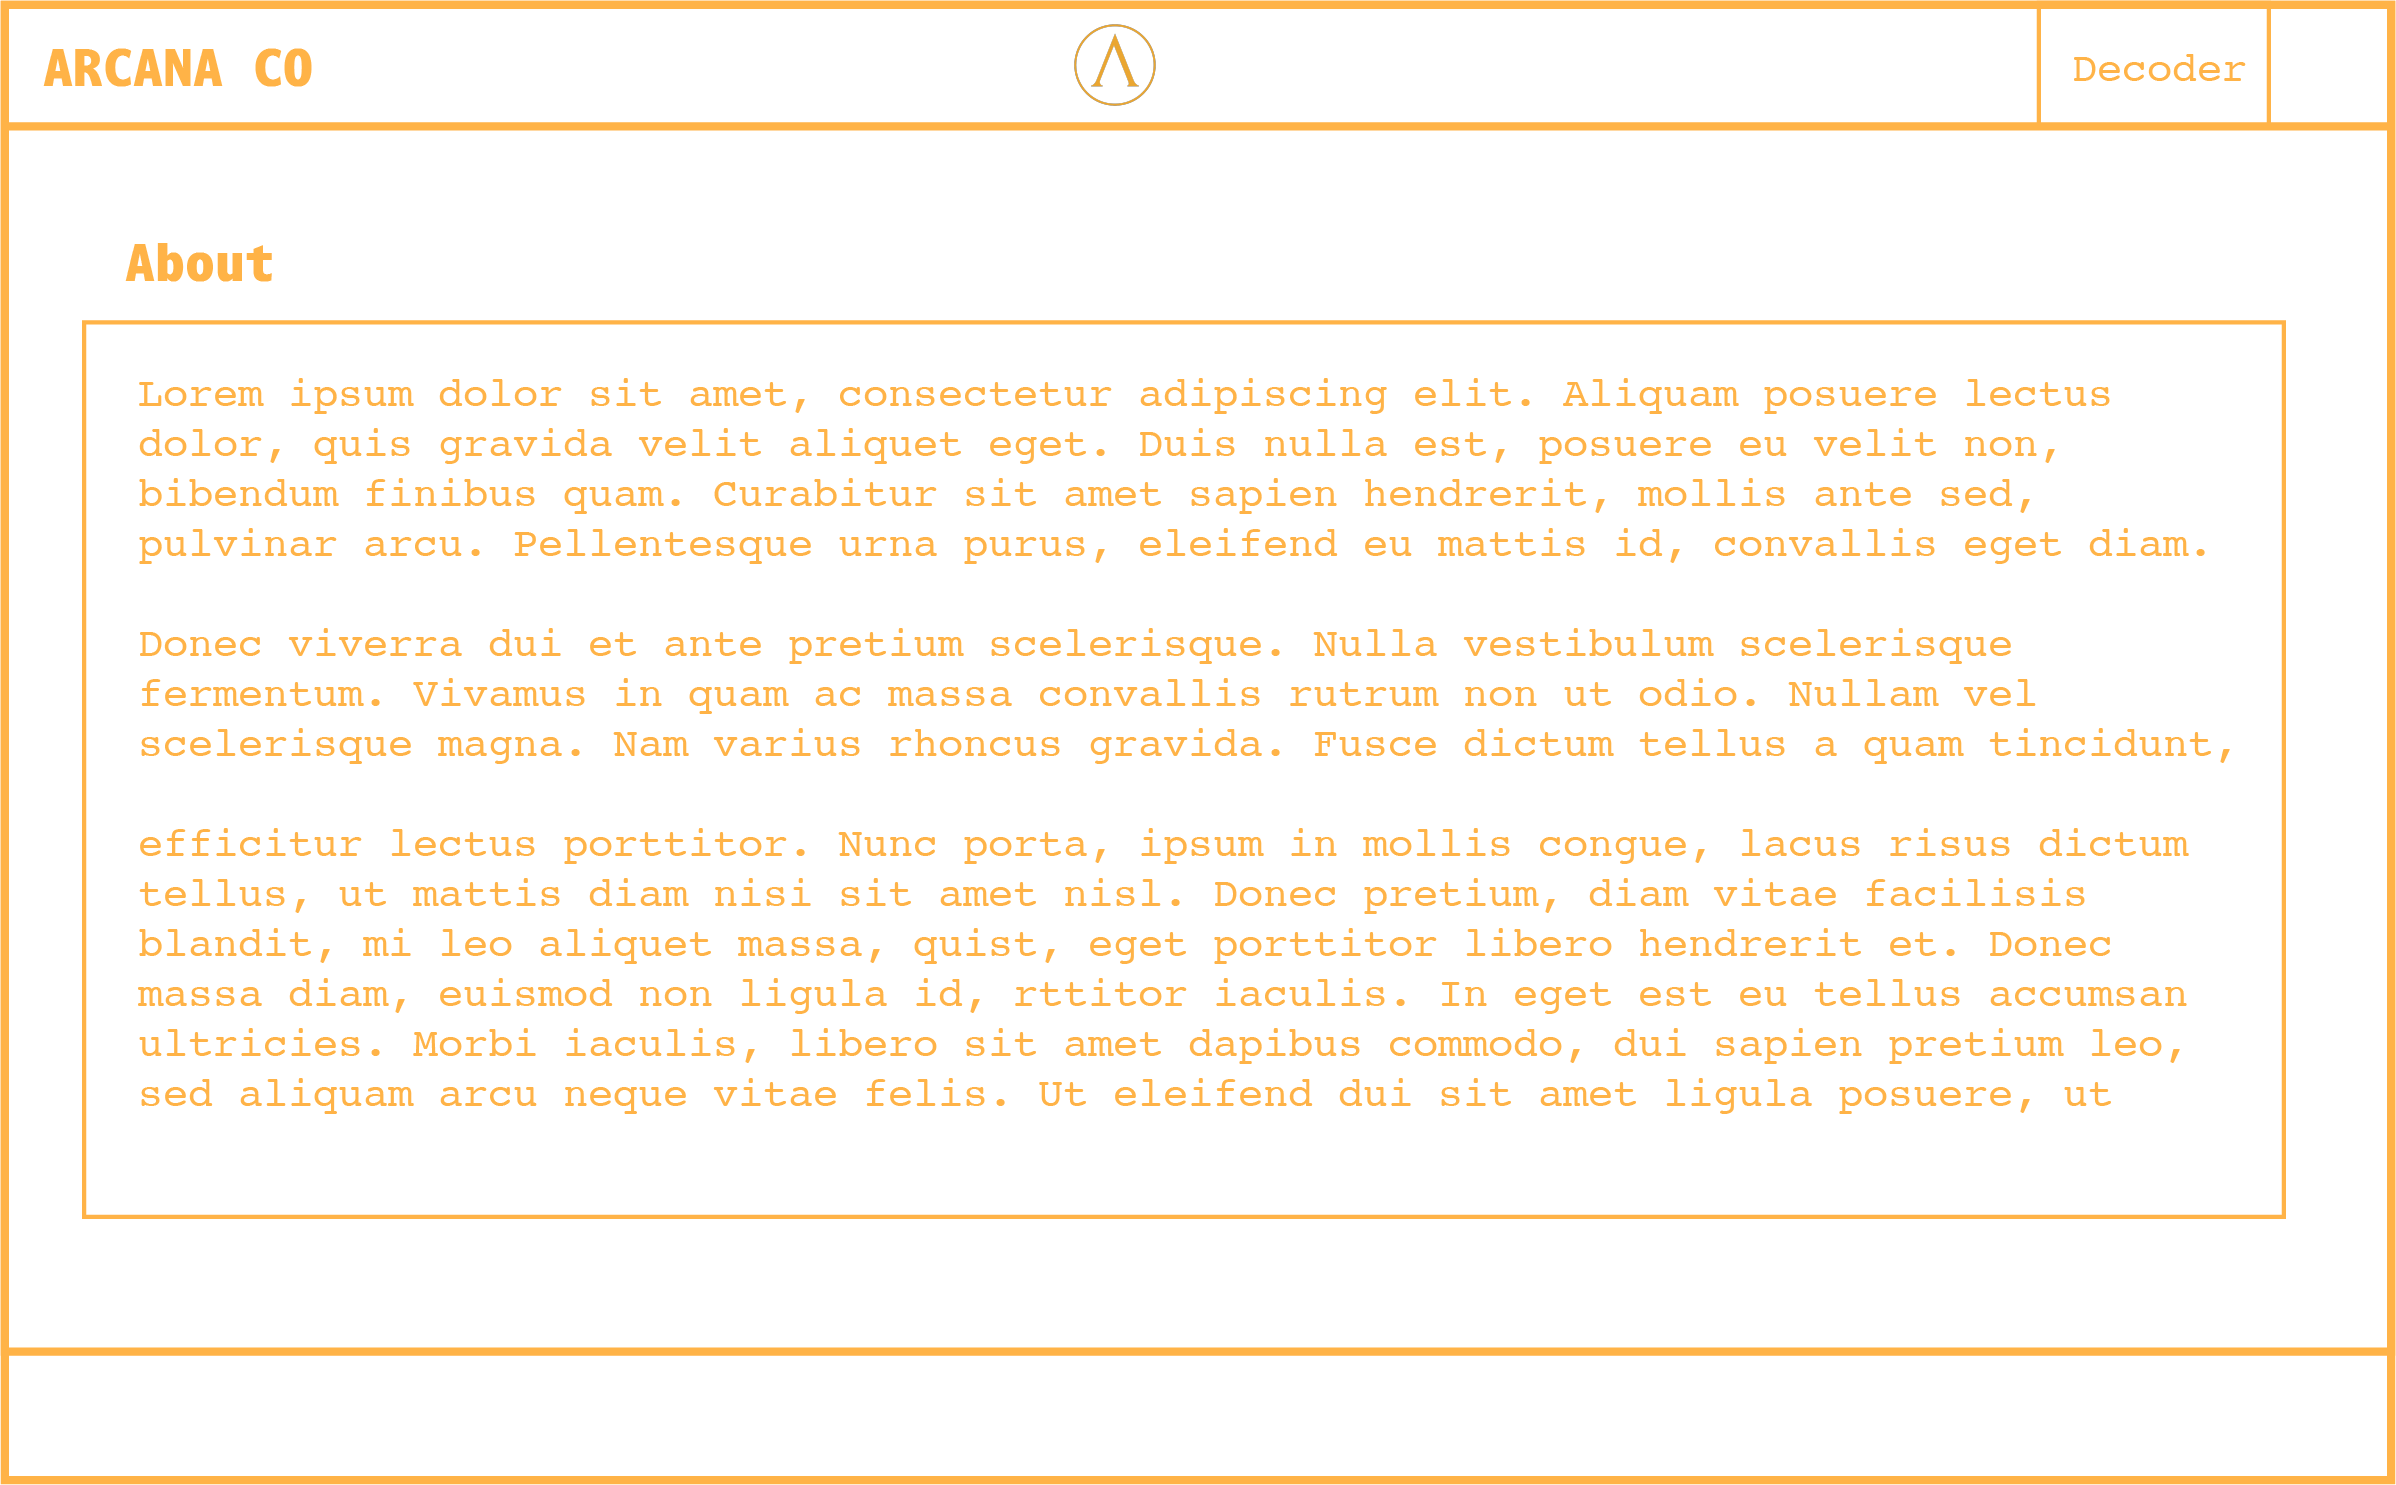 ARCANA CO
Decoder
About
Lorem ipsum dolor sit amet, consectetur adipiscing elit. Aliquam posuere lectus
dolor, quis gravida velit aliquet eget. Duis nulla est, posuere eu velit non,
bibendum finibus quam. Curabitur sit amet sapien hendrerit, mollis ante sed,
pulvinar arcu. Pellentesque urna purus, eleifend eu mattis id, convallis eget diam.
Donec viverra dui et ante pretium scelerisque. Nulla vestibulum scelerisque
fermentum. Vivamus in quam ac massa convallis rutrum non ut odio. Nullam vel
scelerisque magna. Nam varius rhoncus gravida. Fusce dictum tellus a quam tincidunt,
efficitur lectus porttitor. Nunc porta, ipsum in mollis congue, lacus risus dictum
tellus, ut mattis diam nisi sit amet nisl. Donec pretium, diam vitae facilisis
blandit, mi leo aliquet massa, quist, eget porttitor libero hendrerit et. Donec
massa diam, euismod non ligula id, rttitor iaculis. In eget est eu tellus accumsan
ultricies. Morbi iaculis, libero sit amet dapibus commodo, dui sapien pretium leo,
sed aliquam arcu neque vitae felis. Ut eleifend dui sit amet ligula posuere, ut